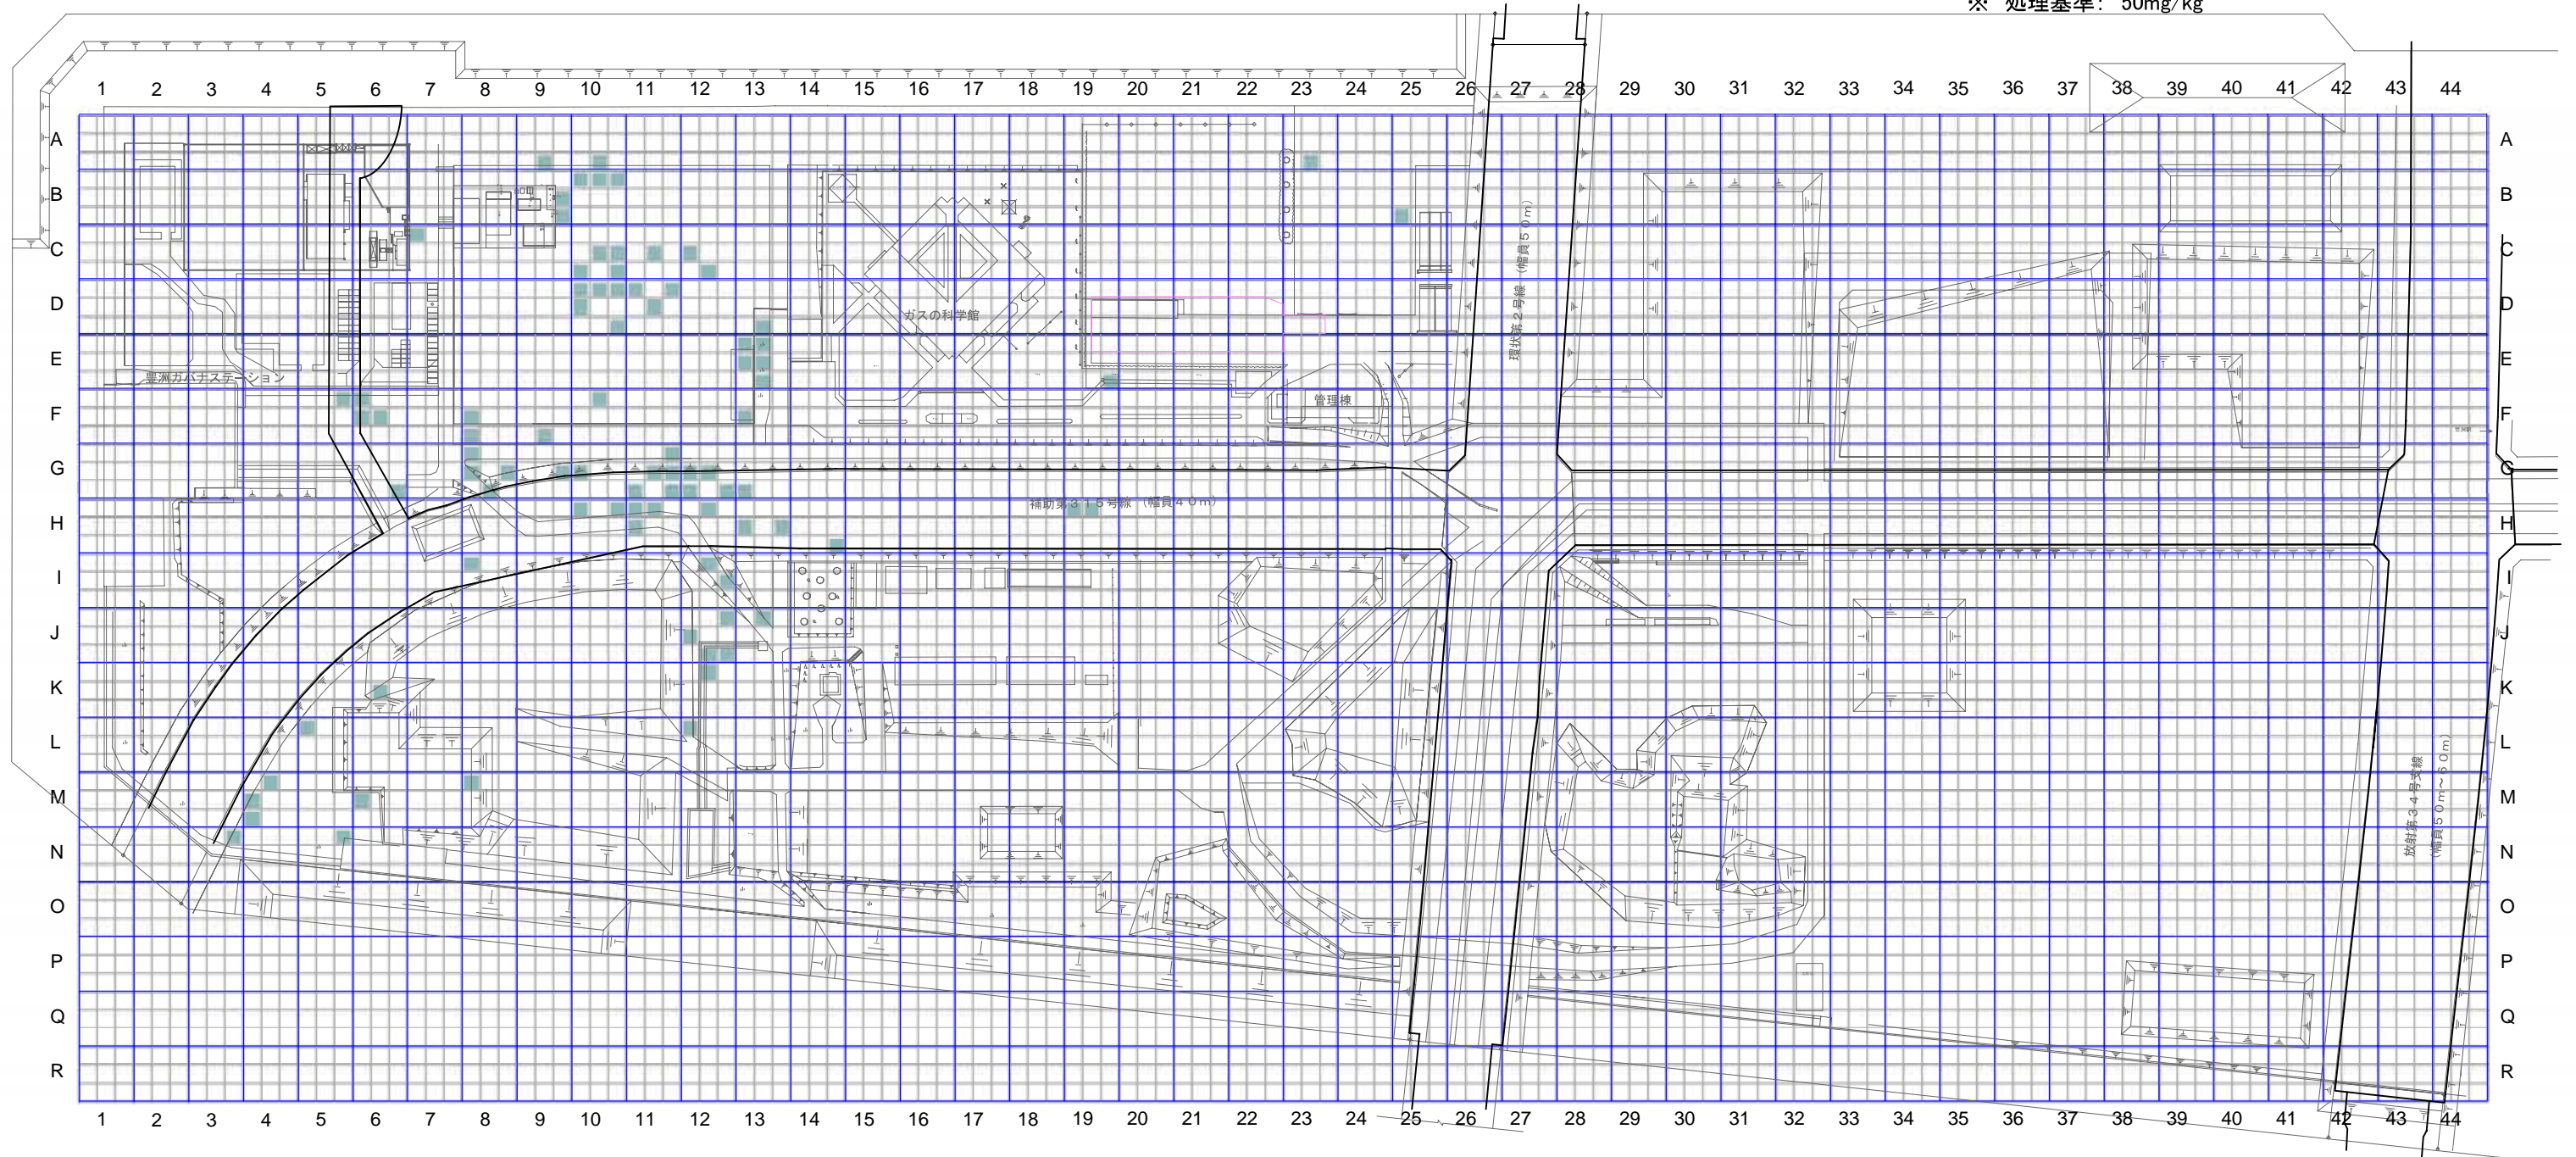 ※ 処理基準: 50mg/kg
1 2 3 4 5 6 7 8 9 10 11 12 13 14 15 16 17 18 19 20 21 22 23 24 25 26 27 28 29 30 31 32 33 34 35 36 37 38 39 40 41 42 43 44
A A
B B
C C
環状第2号線 (幅員50m)
D D
ガスの科学館
E E
豊洲ガバナステーション
管理棟
F F
G G
補助第315号線 (幅員40m)
H H
I I
J J
K K
L L
放射第34号支線
(幅員50m~60m)
M M
N N
O O
P P
Q Q
R R
1 2 3 4 5 6 7 8 9 10 11 12 13 14 15 16 17 18 19 20 21 22 23 24 25 26 27 28 29 30 31 32 33 34 35 36 37 38 39 40 41 42 43 44